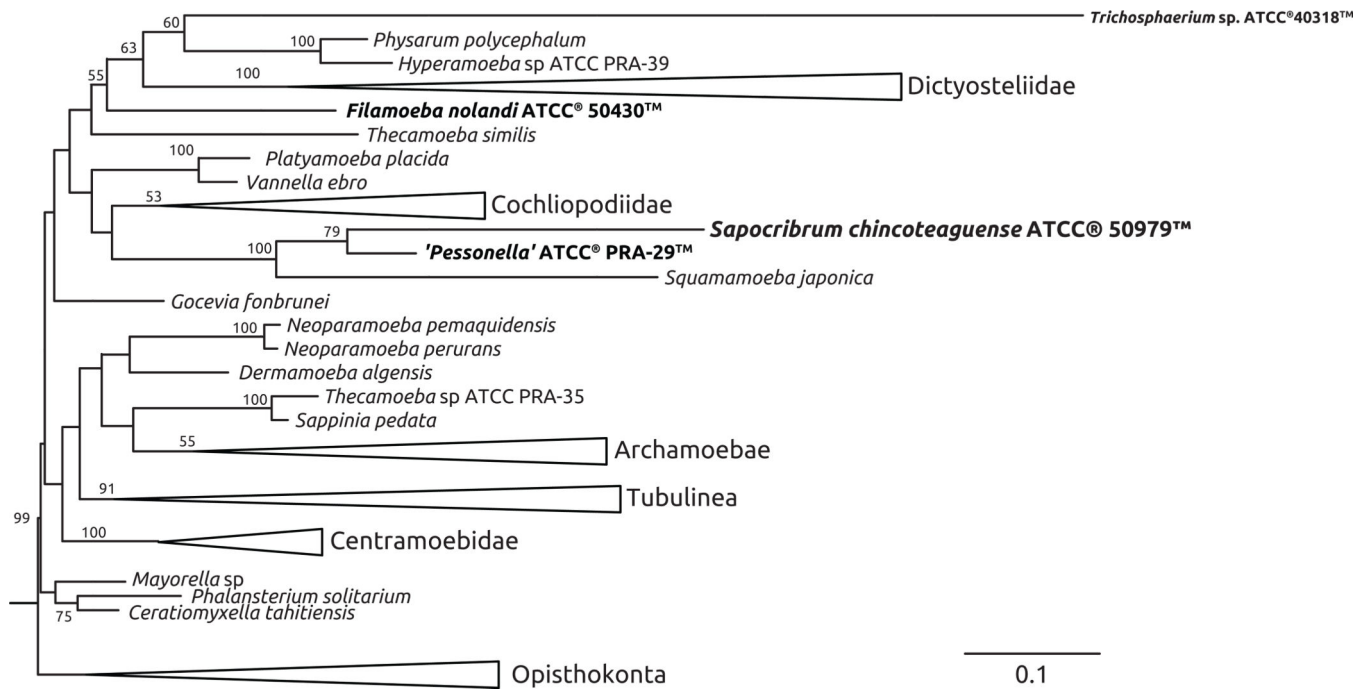 60
Trichosphaerium sp. ATCC®40318™
63
100
Physarum polycephalum
55
Hyperamoeba sp ATCC PRA-39
100
Dictyosteliidae
Filamoeba nolandi ATCC® 50430™
Thecamoeba similis
100
Platyamoeba placida
Vannella ebro
53
Cochliopodiidae
79
Sapocribrum chincoteaguense ATCC® 50979™
100
'Pessonella' ATCC® PRA-29™
Squamamoeba japonica
Gocevia fonbrunei
100
Neoparamoeba pemaquidensis
Neoparamoeba perurans
Dermamoeba algensis
100
Thecamoeba sp ATCC PRA-35
Sappinia pedata
55
Archamoebae
91
Tubulinea
99
100
Centramoebidae
Mayorella sp
Phalansterium solitarium
75
Ceratiomyxella tahitiensis
Opisthokonta
0.1